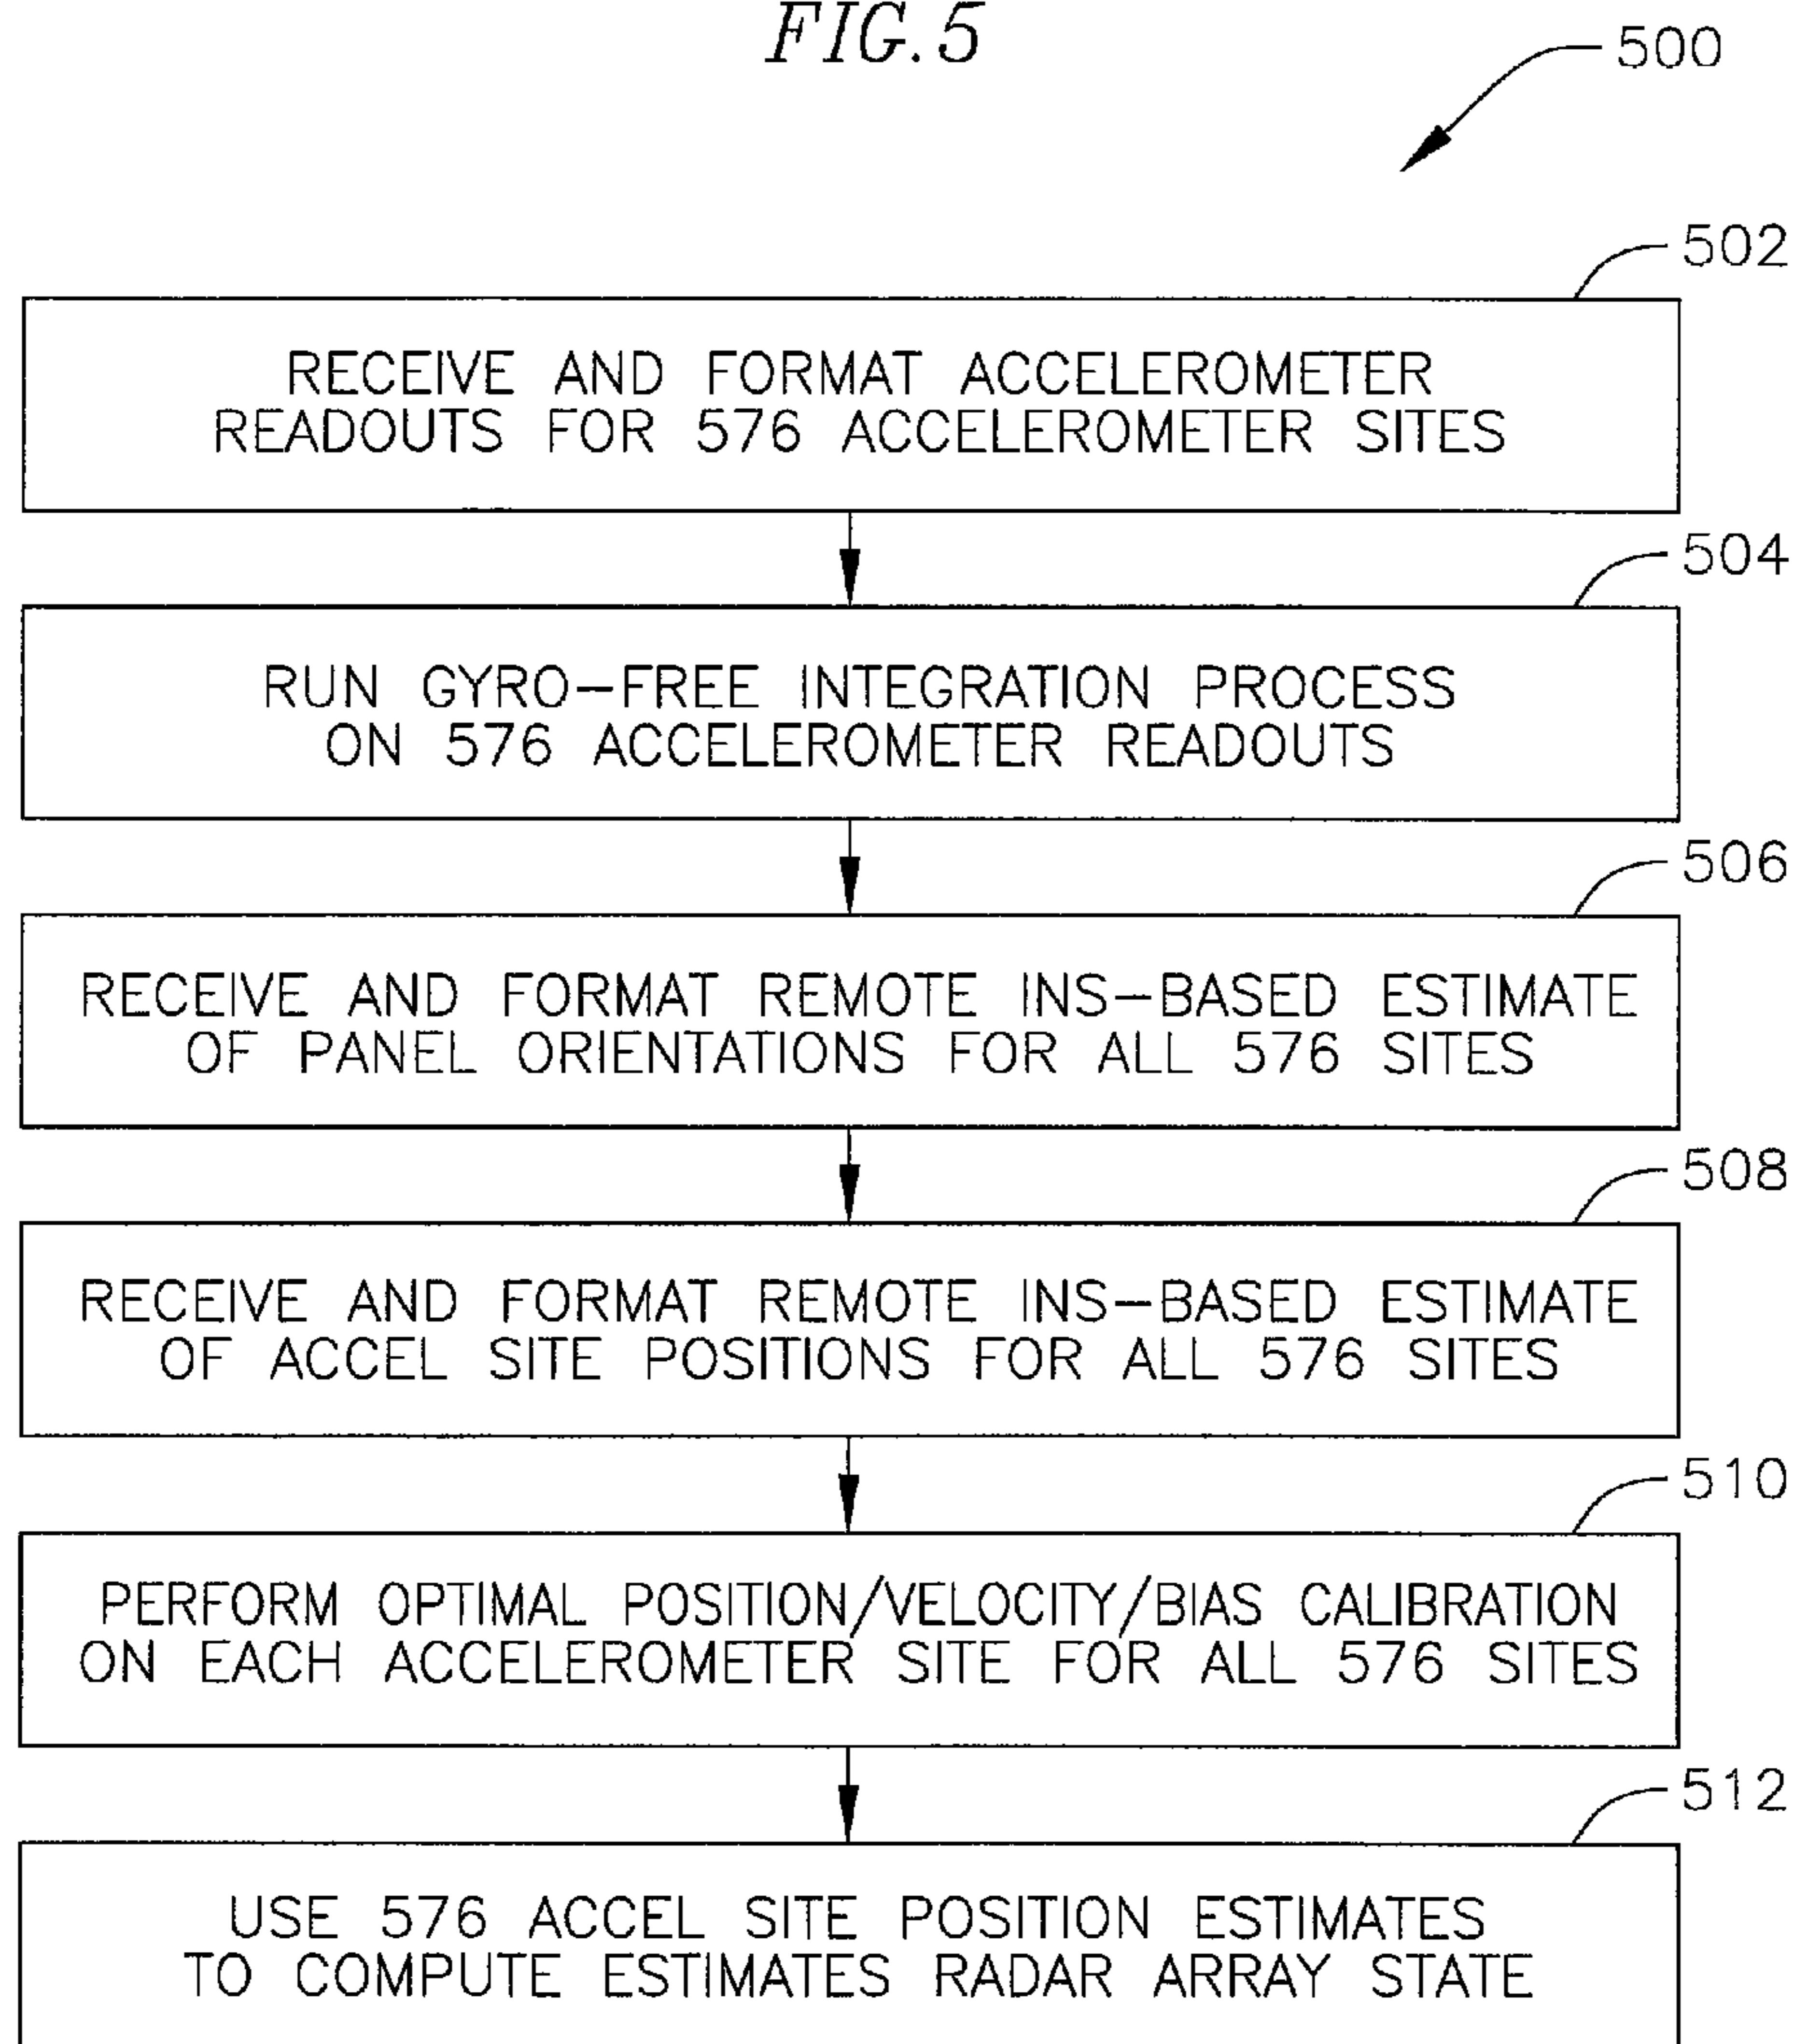 FIG. 5
500
502
RECEIVE AND FORMAT ACCELEROMETER
READOUTS FOR 576 ACCELEROMETER SITES
504
RUN GYRO-FREE INTEGRATION PROCESS
ON 576 ACCELEROMETER READOUTS
506
RECEIVE AND FORMAT REMOTE INS-BASED ESTIMATE
OF PANEL ORIENTATIONS FOR ALL 576 SITES
508
RECEIVE AND FORMAT REMOTE INS-BASED ESTIMATE
OF ACCEL SITE POSITIONS FOR ALL 576 SITES
510
PERFORM OPTIMAL POSITION/VELOCITY/BIAS CALIBRATION
ON EACH ACCELEROMETER SITE FOR ALL 576 SITES
512
USE 576 ACCEL SITE POSITION ESTIMATES
TO COMPUTE ESTIMATES RADAR ARRAY STATE